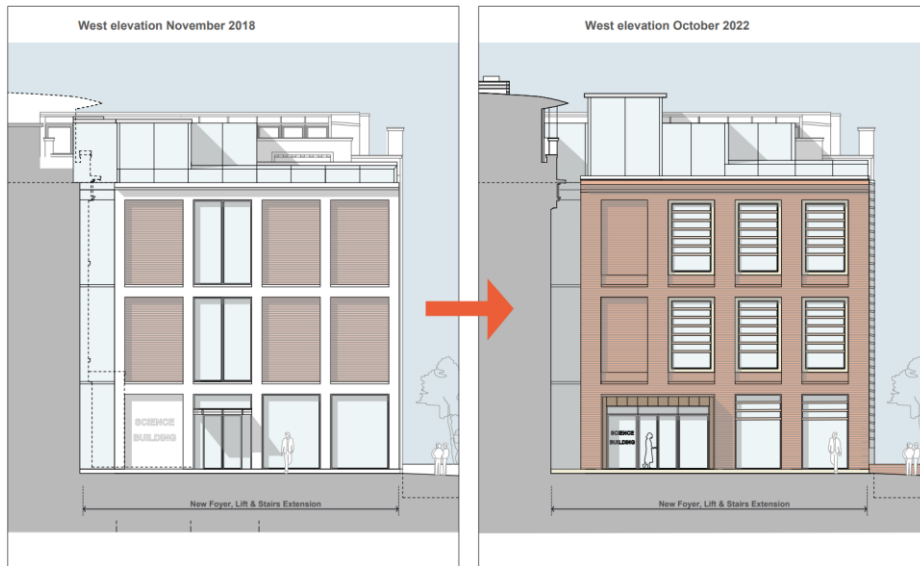 West elevation November 2018
SCIENCE
BUILDING
New Foyer, Lift & Stairs Extension
West elevation October 2022
SCIENCE
BUILDING
New Foyer, Lift & Stairs Extension